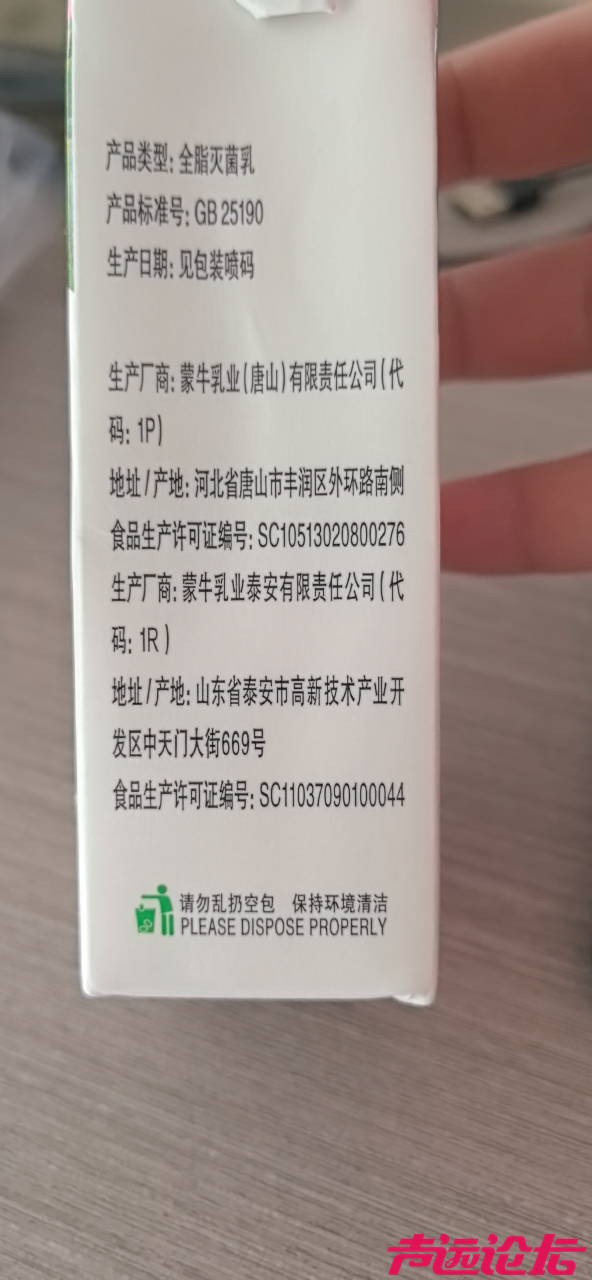 产品类型: 全脂灭菌乳
产品标准号: GB 25190
生产日期: 见包装喷码
生产厂商: 蒙牛乳业(唐山)有限责任公司(代
码: 1P)
地址/产地: 河北省唐山市丰润区外环路南侧
食品生产许可证编号: SC10513020800276
生产厂商: 蒙牛乳业泰安有限责任公司(代
码: 1R)
地址/产地: 山东省泰安市高新技术产业开
发区中天门大街669号
食品生产许可证编号: SC11037090100044
请勿乱扔空包 保持环境清洁
PLEASE DISPOSE PROPERLY
声远论坛